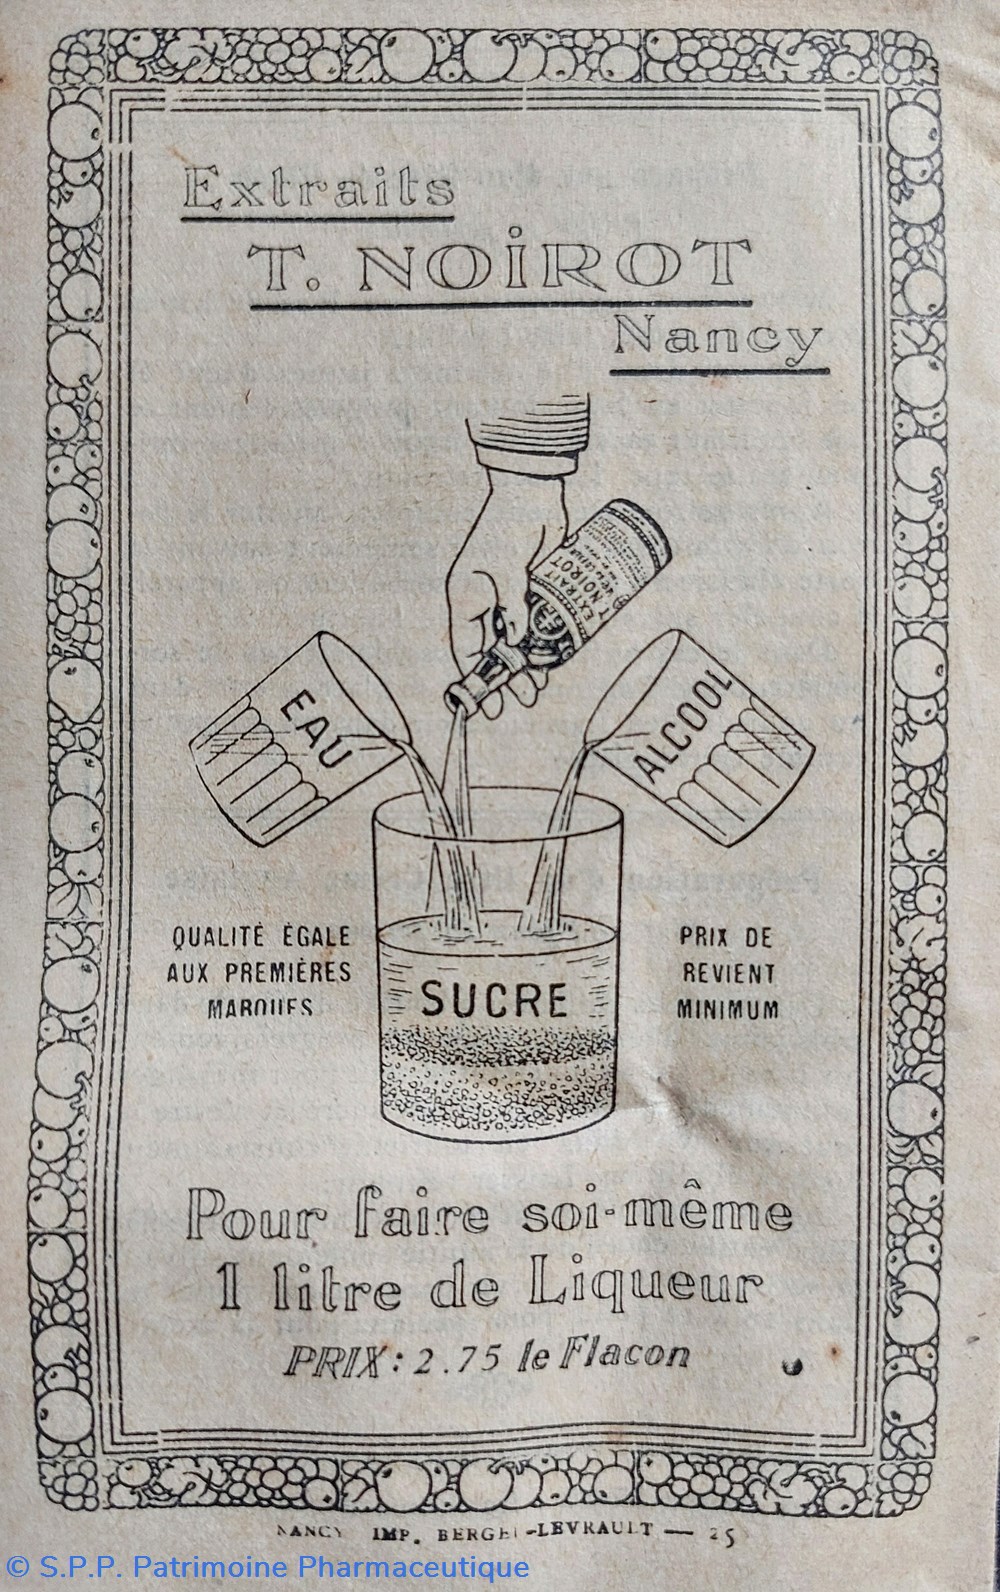 Extraits
T. NOIROT
Nancy
EXTRAIT
T NOIROT
EAU
ALCOOL
QUALITÉ ÉGALE
AUX PREMIÈRES
MARQUES
PRIX DE
REVIENT
MINIMUM
SUCRE
Pour faire soi-même
1 litre de Liqueur
PRIX: 2.75 le Flacon
NANCY IMP. BERGER-LEVRAULT — 25
© S.P.P. Patrimoine Pharmaceutique